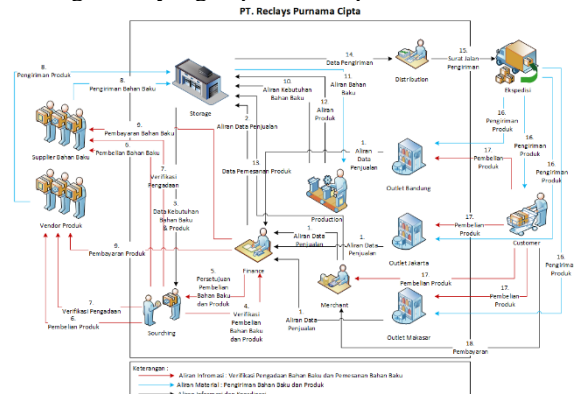 PT. Reclays Purnama Cipta
8.
Pengiriman Produk
8.
Pengiriman Bahan Baku
Storage
14.
Data Pengiriman
Distribution
15.
Surat Jalan
Pengiriman
Ekspedisi
10.
Aliran Kebutuhan
Bahan Baku
11.
Aliran Bahan
Baku
12.
Aliran
Produk
2
Aliran Data Penjualan
13.
Data Pemesanan Produk
Supplier Bahan Baku
9.
Pembayaran Bahan Baku
6.
Pembelian Bahan Baku
7.
Verifikasi
Pengadaan
3.
Data Kebutuhan
Bahan Baku
& Produk
Vendor Produk
9.
Pembayaran Produk
7.
Verifikasi Pengadaan
6.
Pembelian Produk
Sourching
5.
Persetujuan
Pembelian
Bahan Baku
dan Produk
4.
Verifikasi
Pembelian
Bahan Baku
dan Produk
Finance
Production
1.
Aliran
Data
Penjualan
Outlet Bandung
1.
Aliran Data
Penjualan
1.
Aliran Data
Penjualan
Outlet Jakarta
Merchant
1.
Aliran Data
Penjualan
Outlet Makasar
16.
Pengiriman
Produk
16.
Pengiriman
Produk
16
Pengiriman
Produk
16.
Pengiriman
Produk
17
Pembelian
Produk
17.
Pembelian
Produk
17
Pembelian
Produk
17.
Pembelian
Produk
Customer
18.
Pembayaran
Keterangan :
Aliran Infromasi : Verifikasi Pengadaan Bahan Baku dan Pemesanan Bahan Baku
Aliran Material : Pengiriman Bahan Baku dan Produk